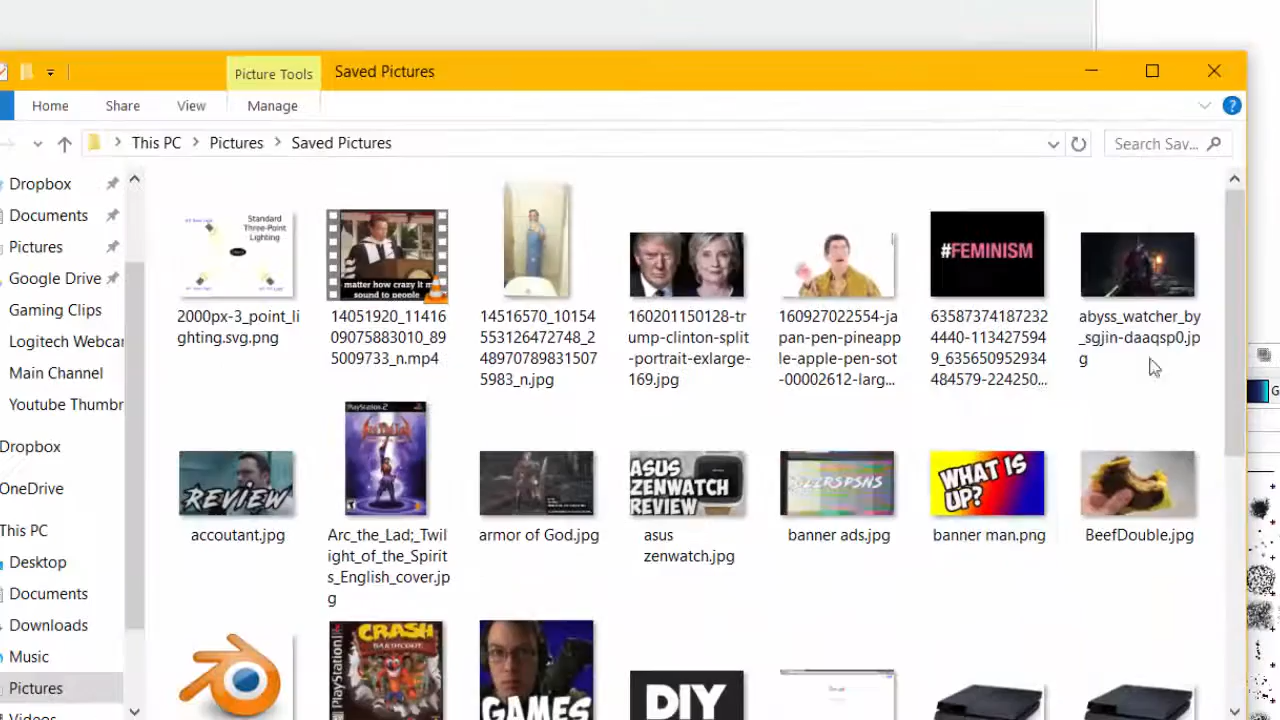 Picture Tools
Saved Pictures
Home
Share
View
Manage
This PC
Pictures
Saved Pictures
Search Sav...
Dropbox
Documents
Pictures
Google Drive
Gaming Clips
Logitech Webcar
Main Channel
Youtube Thumbr
Dropbox
OneDrive
This PC
Desktop
Documents
Downloads
Music
Pictures
Videos
Standard
Three-Point
Lighting
2000px-3_point_li
ghting.svg.png
matter how crazy it m
sound to people
14051920_11416
09075883010_89
5009733_n.mp4
14516570_10154
553126472748_2
48970789831507
5983_n.jpg
160201150128-tr
ump-clinton-split
-portrait-exlarge-
169.jpg
160927022554-ja
pan-pen-pineapp
le-apple-pen-sot
-00002612-larg...
#FEMINISM
63587374187232
4440-113427594
9_635650952934
484579-224250...
abyss_watcher_by
_sgjin-daaqsp0.jp
g
REVIEW
accoutant.jpg
PlayStation 2
Arc_the_Lad;_Twil
ight_of_the_Spirit
s_English_cover.jp
g
armor of God.jpg
ASUS
ZENWATCH
REVIEW
asus
zenwatch.jpg
banner ads.jpg
WHAT IS
UP?
banner man.png
BeefDouble.jpg
PlayStation
CRASH
BANDICOOT
GAMES
DIY
G